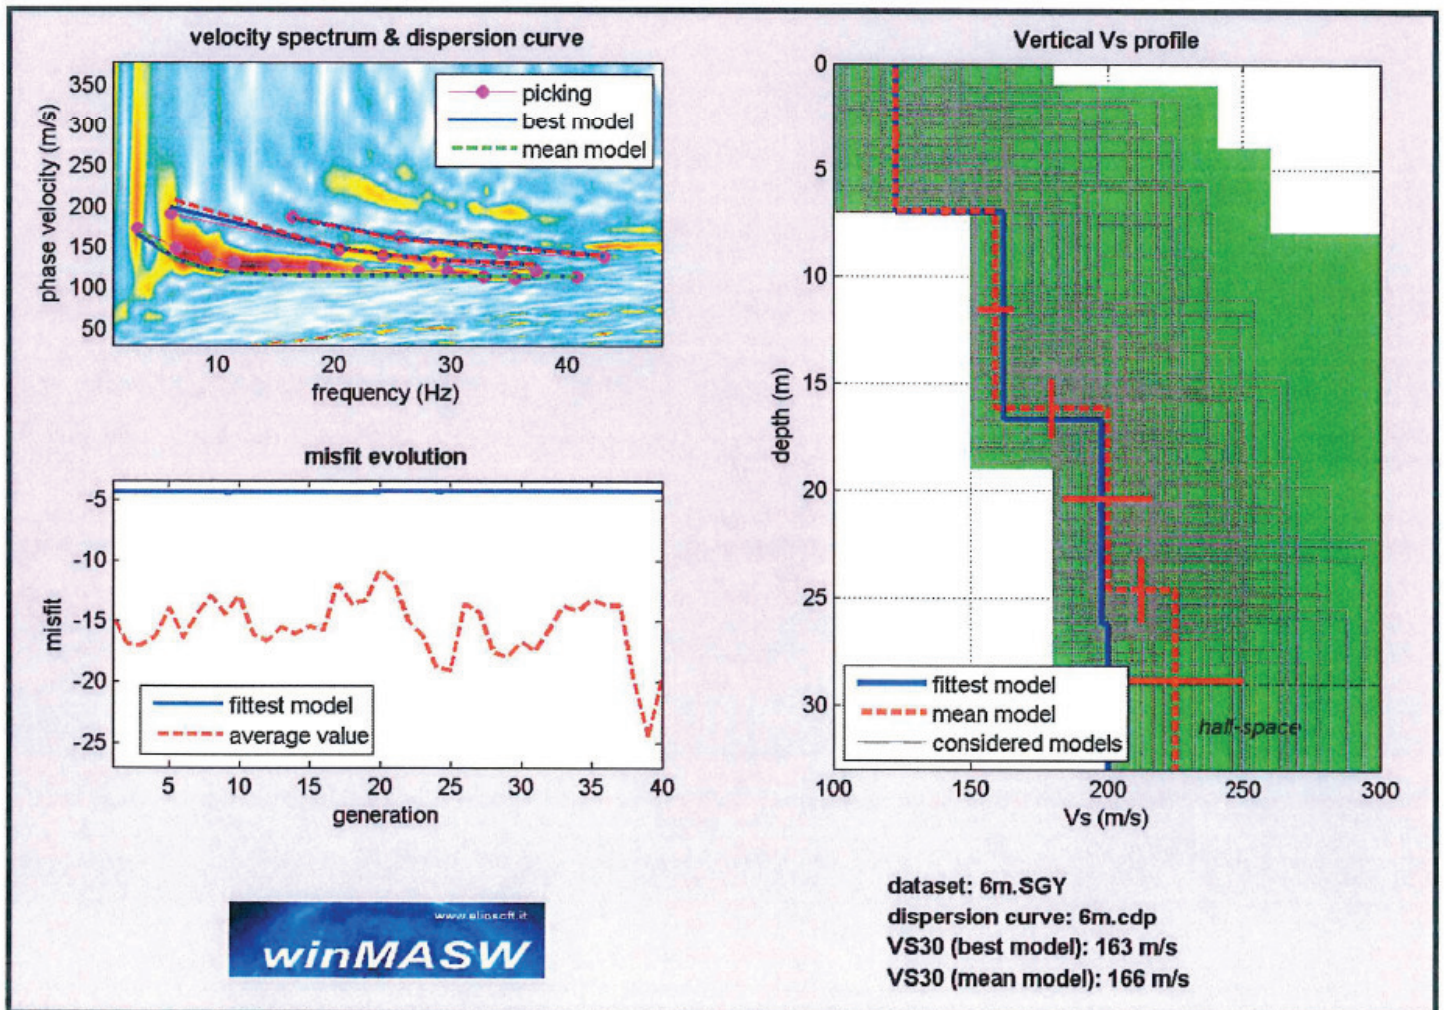 velocity spectrum & dispersion curve
350
300
250
200
150
100
50
phase velocity (m/s)
picking
best model
mean model
10
20
30
40
frequency (Hz)
misfit evolution
-5
-10
-15
-20
-25
misfit
fittest model
average value
5
10
15
20
25
30
35
40
generation
Vertical Vs profile
0
5
10
15
20
25
30
depth (m)
fittest model
mean model
considered models
half-space
100
150
200
250
300
Vs (m/s)
www.eliosoft.it
winMASW
dataset: 6m.SGY
dispersion curve: 6m.cdp
VS30 (best model): 163 m/s
VS30 (mean model): 166 m/s